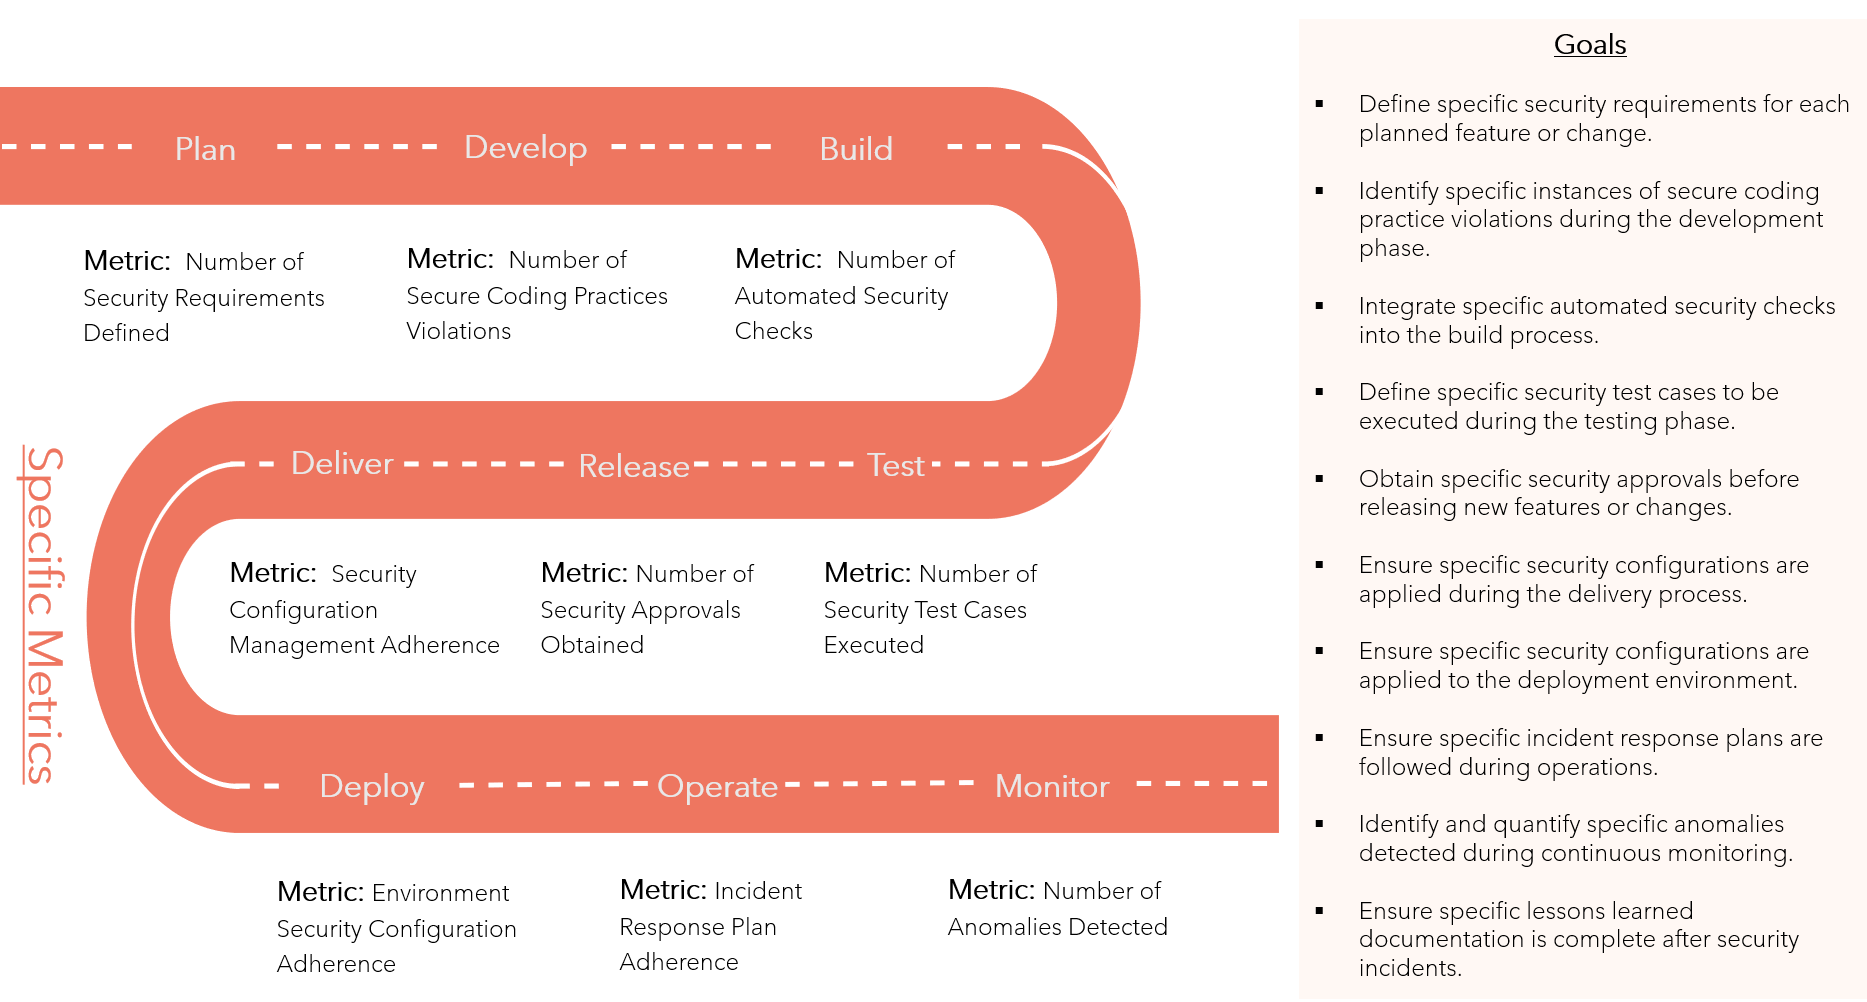 Plan
Develop
Build
Metric: Number of
Security Requirements
Defined
Metric: Number of
Secure Coding Practices
Violations
Metric: Number of
Automated Security
Checks
Specific Metrics
Deliver
Release
Test
Metric: Security
Configuration
Management Adherence
Metric: Number of
Security Approvals
Obtained
Metric: Number of
Security Test Cases
Executed
Deploy
Operate
Monitor
Metric: Environment
Security Configuration
Adherence
Metric: Incident
Response Plan
Adherence
Metric: Number of
Anomalies Detected
Goals
▪ Define specific security requirements for each
planned feature or change.
▪ Identify specific instances of secure coding
practice violations during the development
phase.
▪ Integrate specific automated security checks
into the build process.
▪ Define specific security test cases to be
executed during the testing phase.
▪ Obtain specific security approvals before
releasing new features or changes.
▪ Ensure specific security configurations are
applied during the delivery process.
▪ Ensure specific security configurations are
applied to the deployment environment.
▪ Ensure specific incident response plans are
followed during operations.
▪ Identify and quantify specific anomalies
detected during continuous monitoring.
▪ Ensure specific lessons learned
documentation is complete after security
incidents.